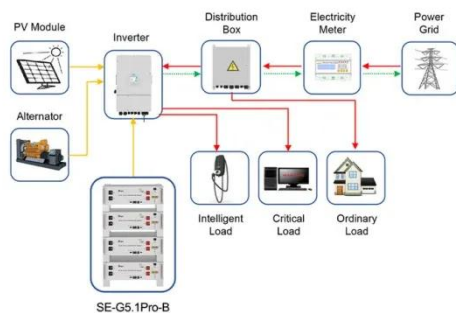 PV Module
Inverter
Distribution
Box
Electricity
Meter
Power
Grid
Alternator
Intelligent
Load
Critical
Load
Ordinary
Load
SE-G5.1Pro-B